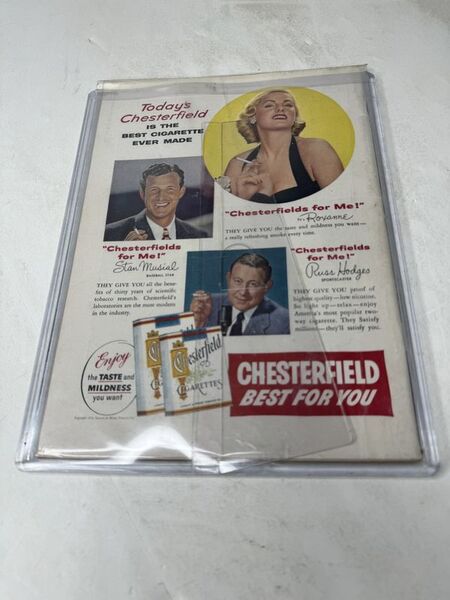 Today's
Chesterfield
IS THE
BEST CIGARETTE
EVER MADE
"Chesterfields for Me!"
Roxanne
THEY GIVE YOU the taste and mildness you want—
a really refreshing smoke every time.
"Chesterfields
for Me!"
Stan Musial
BASEBALL STAR
THEY GIVE YOU all the bene-
fits of thirty years of scientific
tobacco research. Chesterfield's
laboratories are the most modern
in the industry.
"Chesterfields
for Me!"
Russ Hodges
SPORTSCASTER
THEY GIVE YOU proof of
highest quality—low nicotine.
So light up—relax—enjoy
America's most popular two-
way cigarette. They Satisfy
millions—they'll satisfy you.
Enjoy
the TASTE and
MILDNESS
you want
Chesterfield
CIGARETTES
CHESTERFIELD
BEST FOR YOU